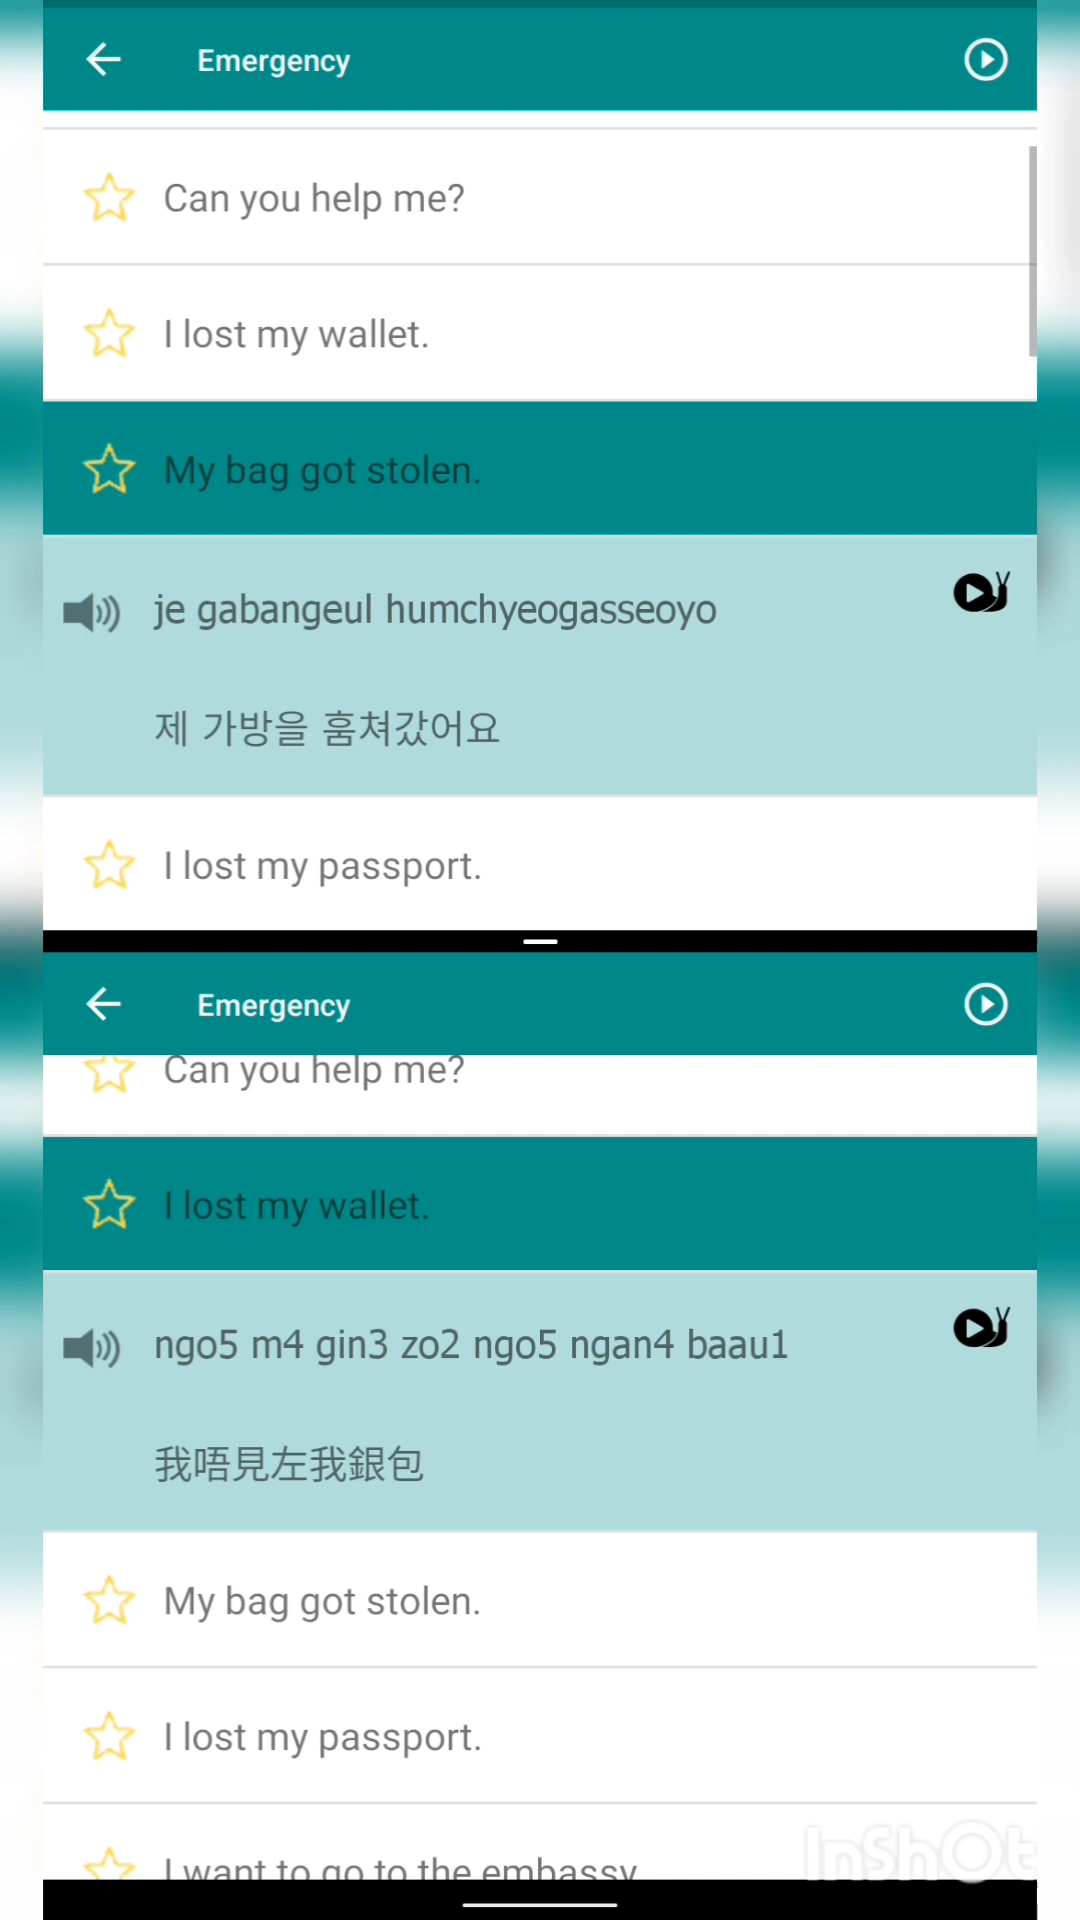 Emergency
Can you help me?
I lost my wallet.
My bag got stolen.
je gabangeul humchyeogasseoyo
제 가방을 훔쳐갔어요
I lost my passport.
Emergency
Can you help me?
I lost my wallet.
ngo5 m4 gin3 zo2 ngo5 ngan4 baau1
我唔見左我銀包
My bag got stolen.
I lost my passport.
I want to go to the embassy
InShOt